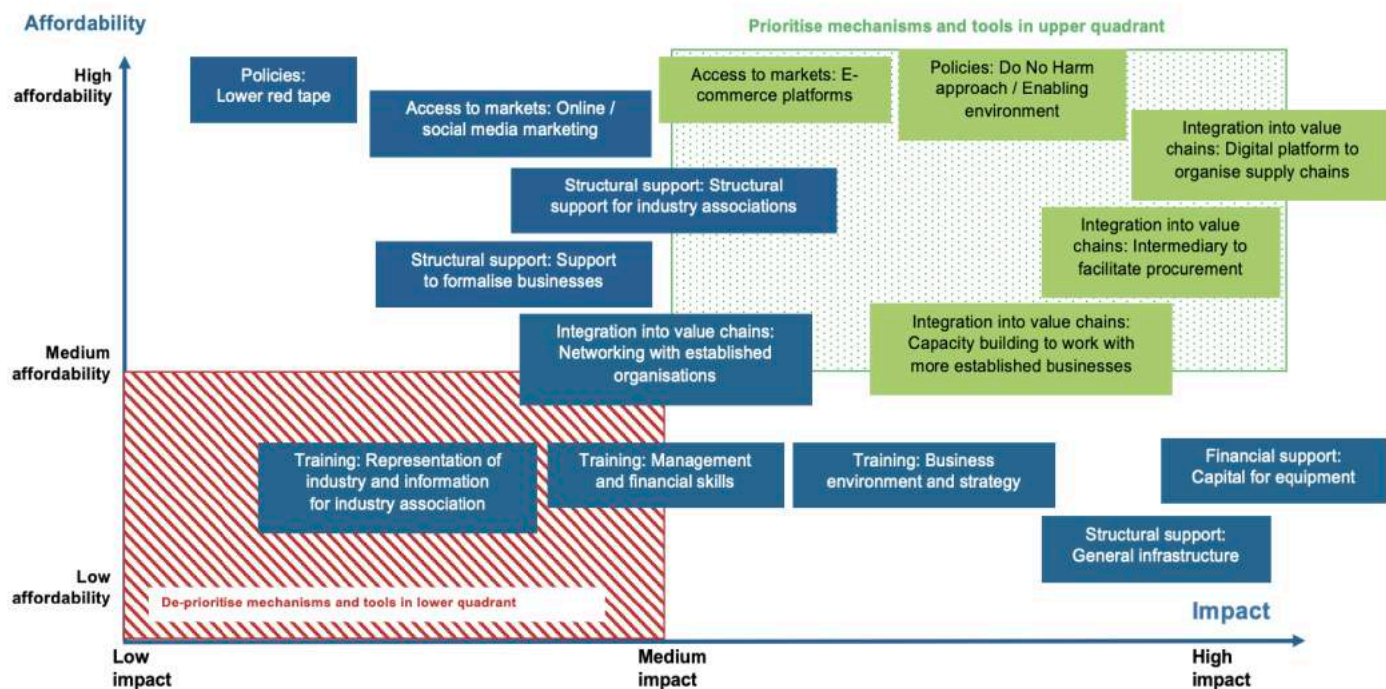 Affordability
Prioritise mechanisms and tools in upper quadrant
High
affordability
Policies:
Lower red tape
Access to markets: Online /
social media marketing
Access to markets: E-
commerce platforms
Policies: Do No Harm
approach / Enabling
environment
Integration into value
chains: Digital platform to
organise supply chains
Structural support: Structural
support for industry associations
Integration into value
chains: Intermediary to
facilitate procurement
Structural support: Support
to formalise businesses
Integration into value chains:
Networking with established
organisations
Integration into value chains:
Capacity building to work with
more established businesses
Medium
affordability
Training: Representation of
industry and information
for industry association
Training: Management
and financial skills
Training: Business
environment and strategy
Financial support:
Capital for equipment
Structural support:
General infrastructure
Low
affordability
De-prioritise mechanisms and tools in lower quadrant
Impact
Low
impact
Medium
impact
High
impact